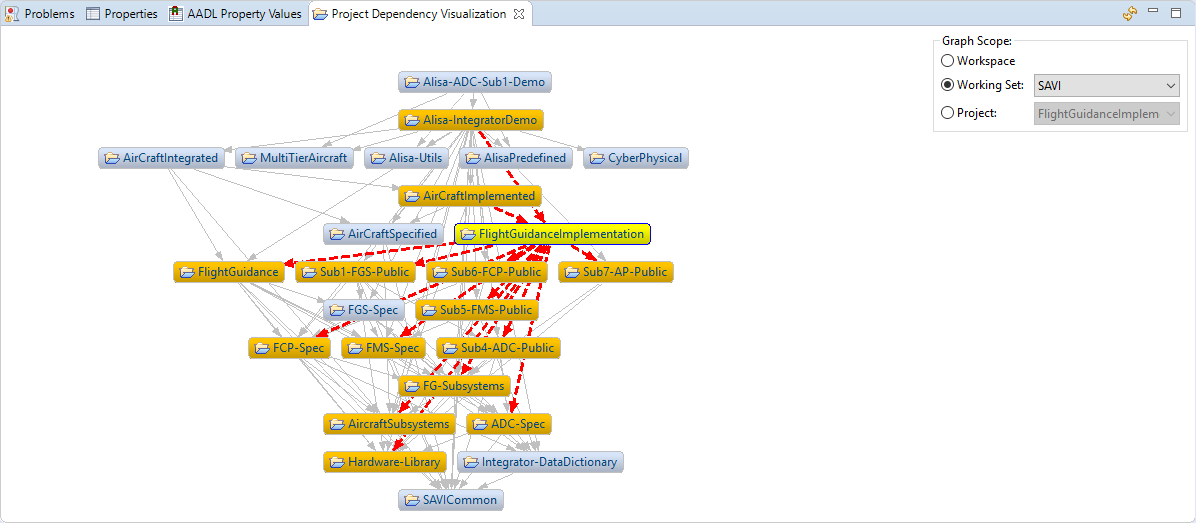 Problems Properties AADL Property Values Project Dependency Visualization
Graph Scope:
Workspace
Working Set: SAVI
Project: FlightGuidanceImplem
Alisa-ADC-Sub1-Demo
Alisa-IntegratorDemo
AirCraftIntegrated MultiTierAircraft Alisa-Utils AlisaPredefined CyberPhysical
AirCraftImplemented
AirCraftSpecified FlightGuidanceImplementation
FlightGuidance Sub1-FGS-Public Sub6-FCP-Public Sub7-AP-Public
FGS-Spec Sub5-FMS-Public
FCP-Spec FMS-Spec Sub4-ADC-Public
FG-Subsystems
AircraftSubsystems ADC-Spec
Hardware-Library Integrator-DataDictionary
SAVICommon